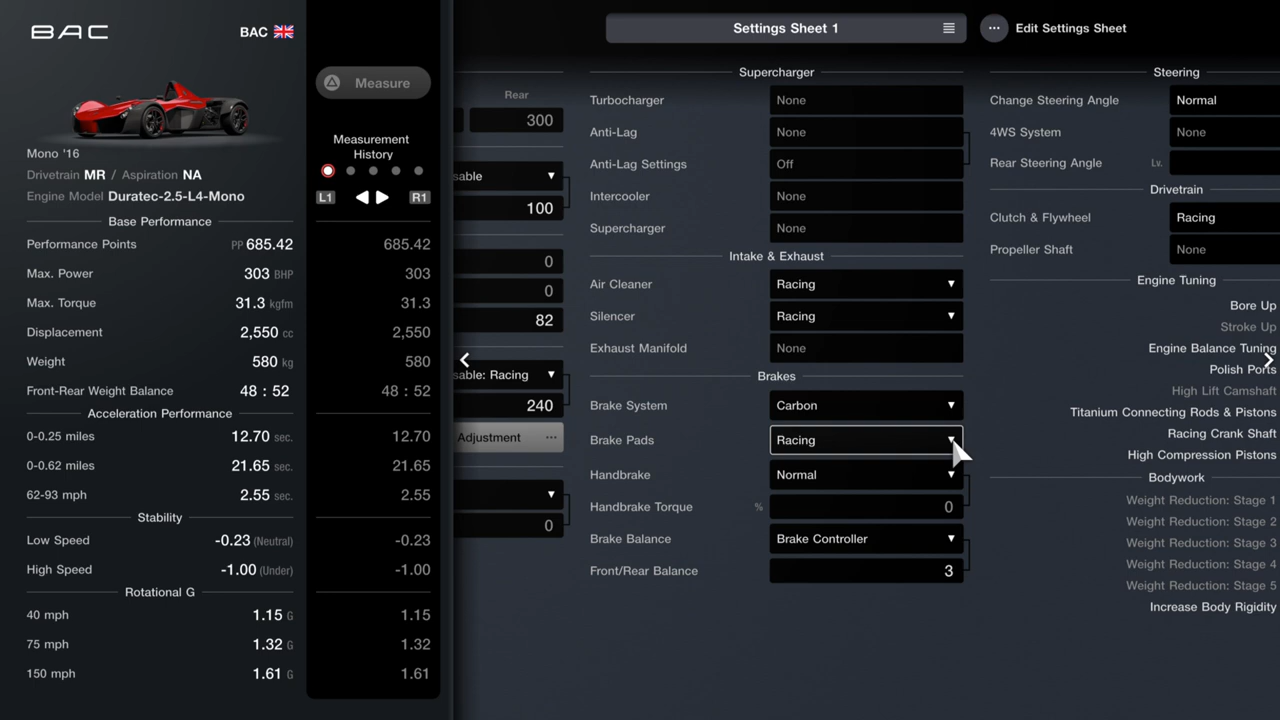 BAC
BAC
Mono '16
Drivetrain MR / Aspiration NA
Engine Model Duratec-2.5-L4-Mono
Base Performance
Performance Points PP 685.42
Max. Power 303 BHP
Max. Torque 31.3 kgfm
Displacement 2,550 cc
Weight 580 kg
Front-Rear Weight Balance 48 : 52
Acceleration Performance
0-0.25 miles 12.70 sec.
0-0.62 miles 21.65 sec.
62-93 mph 2.55 sec.
Stability
Low Speed -0.23 (Neutral)
High Speed -1.00 (Under)
Rotational G
40 mph 1.15 G
75 mph 1.32 G
150 mph 1.61 G
Measure
Measurement
History
L1 R1
685.42
303
31.3
2,550
580
48 : 52
12.70
21.65
2.55
-0.23
-1.00
1.15
1.32
1.61
Settings Sheet 1
Edit Settings Sheet
Rear
300
sable
100
0
0
82
sable: Racing
240
Adjustment
0
Supercharger
Turbocharger None
Anti-Lag None
Anti-Lag Settings Off
Intercooler None
Supercharger None
Intake & Exhaust
Air Cleaner Racing
Silencer Racing
Exhaust Manifold None
Brakes
Brake System Carbon
Brake Pads Racing
Handbrake Normal
Handbrake Torque % 0
Brake Balance Brake Controller
Front/Rear Balance 3
Steering
Change Steering Angle Normal
4WS System None
Rear Steering Angle Lv.
Drivetrain
Clutch & Flywheel Racing
Propeller Shaft None
Engine Tuning
Bore Up
Stroke Up
Engine Balance Tuning
Polish Ports
High Lift Camshaft
Titanium Connecting Rods & Pistons
Racing Crank Shaft
High Compression Pistons
Bodywork
Weight Reduction: Stage 1
Weight Reduction: Stage 2
Weight Reduction: Stage 3
Weight Reduction: Stage 4
Weight Reduction: Stage 5
Increase Body Rigidity